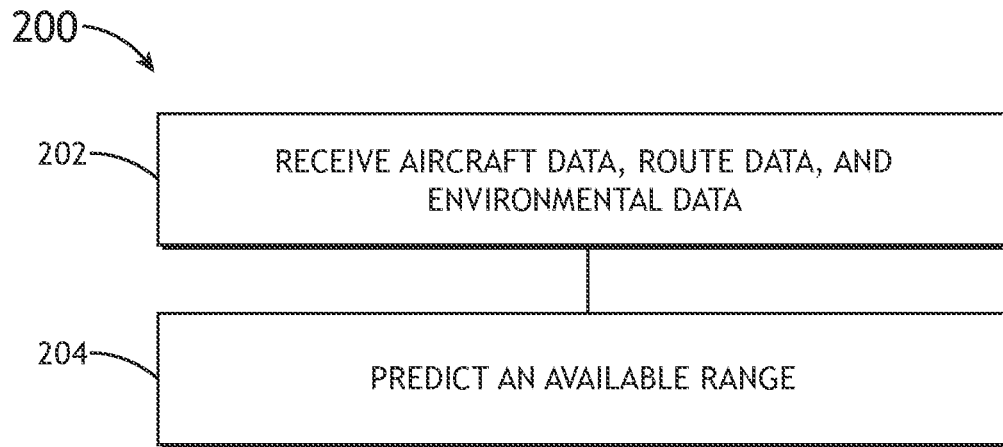 200
202
RECEIVE AIRCRAFT DATA, ROUTE DATA, AND
ENVIRONMENTAL DATA
204
PREDICT AN AVAILABLE RANGE